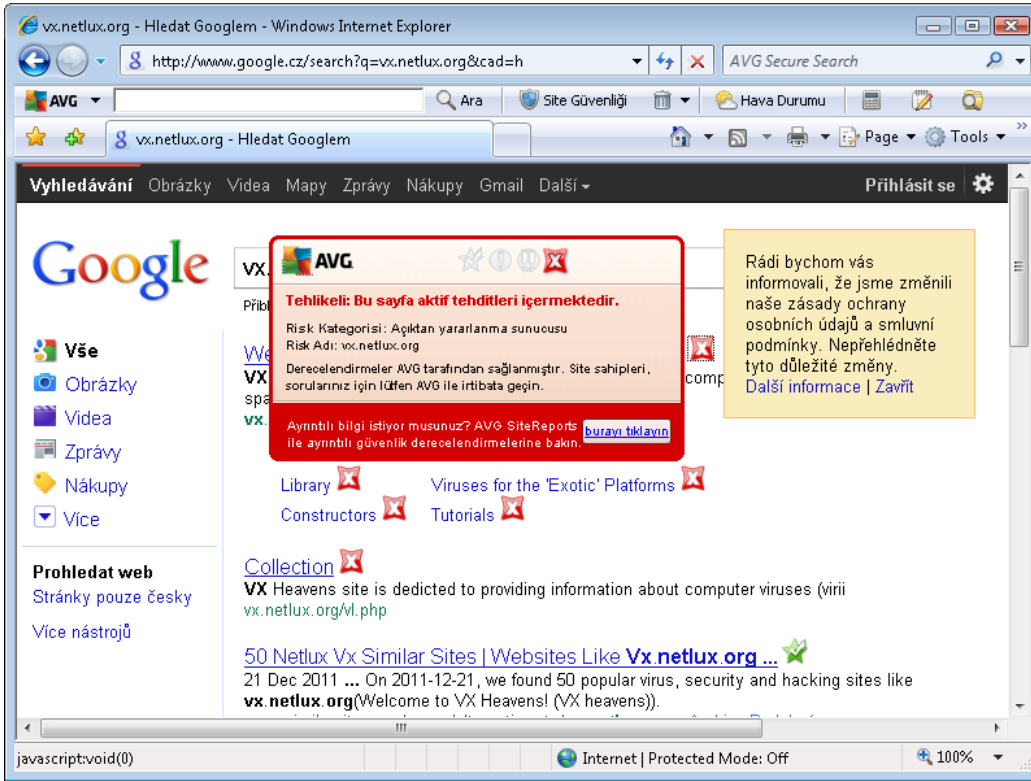 vx.netlux.org - Hledat Googlem - Windows Internet Explorer
http://www.google.cz/search?q=vx.netlux.org&cad=h
AVG Secure Search
AVG
Ara
Site Güvenliği
Hava Durumu
vx.netlux.org - Hledat Googlem
Page
Tools
Vyhledávání Obrázky Videa Mapy Zprávy Nákupy Gmail Další
Přihlásit se
Google
vx.
AVG
Tehlikeli: Bu sayfa aktif tehditleri içermektedir.
Risk Kategorisi: Açıktan yararlanma sunucusu
Risk Adı: vx.netlux.org
Derecelendirmeler AVG tarafından sağlanmıştır. Site sahipleri,
sorularınız için lütfen AVG ile irtibata geçin.
Ayrıntılı bilgi istiyor musunuz? AVG SiteReports
ile ayrıntılı güvenlik derecelendirmelerine bakın.
burayı tıklayın
Rádi bychom vás
informovali, že jsme změnili
naše zásady ochrany
osobních údajů a smluvní
podmínky. Nepřehlédněte
tyto důležité změny.
Další informace | Zavřít
Přibl
We
VX
comp
spa
vx.
Vše
Obrázky
Videa
Zprávy
Nákupy
Více
Prohledat web
Stránky pouze česky
Více nástrojů
Library
Viruses for the 'Exotic' Platforms
Constructors
Tutorials
Collection
VX Heavens site is dedicted to providing information about computer viruses (virii
vx.netlux.org/vl.php
50 Netlux Vx Similar Sites | Websites Like Vx.netlux.org ...
21 Dec 2011 ... On 2011-12-21, we found 50 popular virus, security and hacking sites like
vx.netlux.org(Welcome to VX Heavens! (VX heavens)).
javascript:void(0)
Internet | Protected Mode: Off
100%